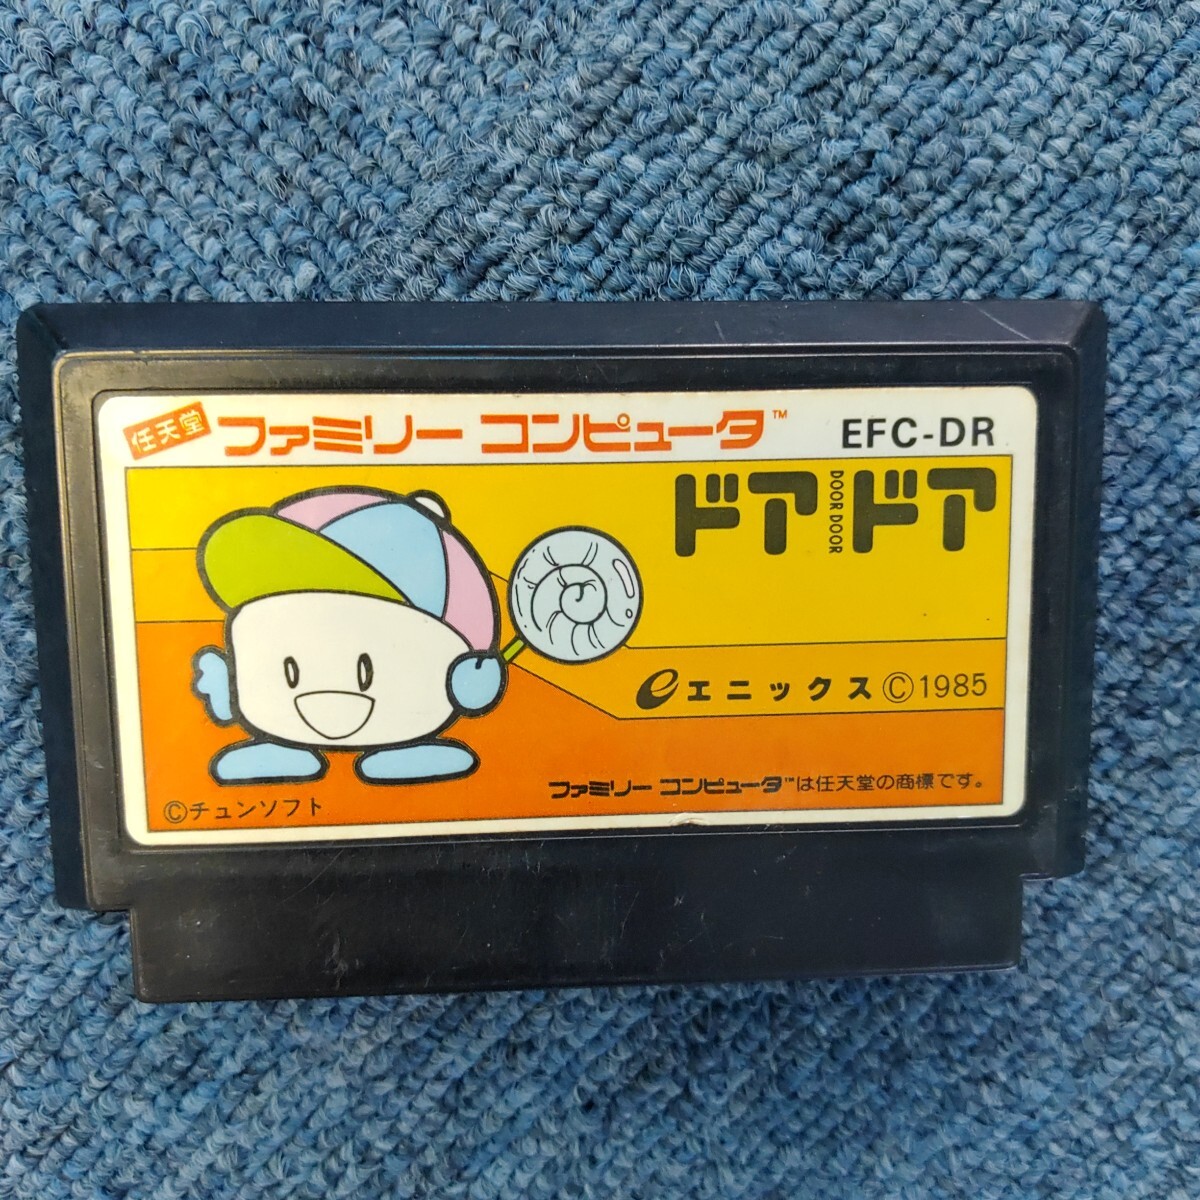 任天堂 ファミリー コンピュータ™ EFC-DR
ドア DOOR DOOR ドア
e エニックス ©1985
ファミリー コンピュータ™は任天堂の商標です。
©チュンソフト